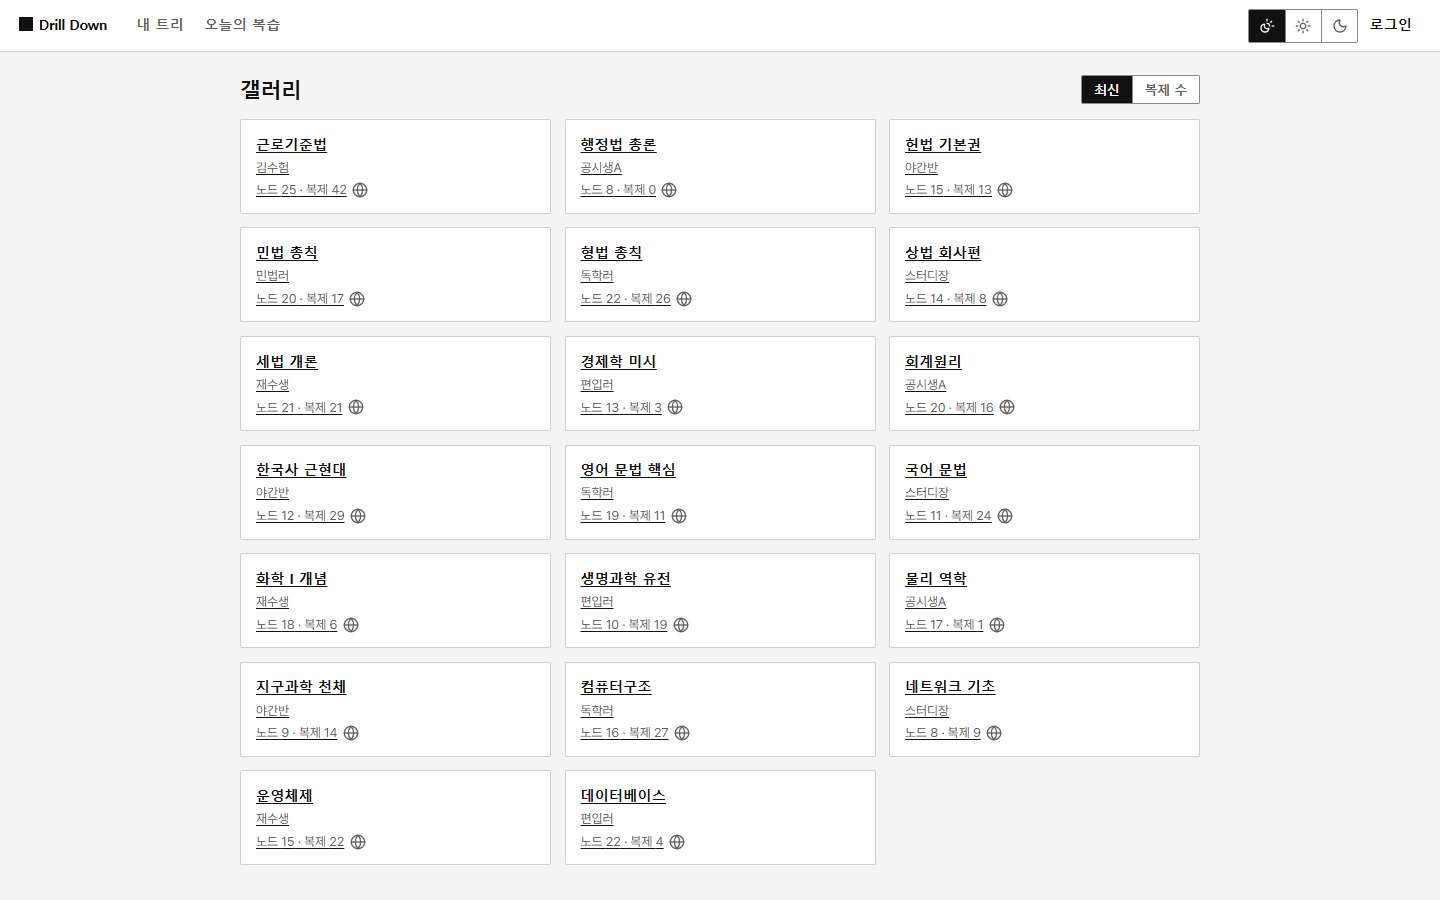 Drill Down
내 트리
오늘의 복습
로그인
갤러리
최신
복제 수
근로기준법
김수험
노드 25 · 복제 42
행정법 총론
공시생A
노드 8 · 복제 0
헌법 기본권
야간반
노드 15 · 복제 13
민법 총칙
민법러
노드 20 · 복제 17
형법 총칙
독학러
노드 22 · 복제 26
상법 회사편
스터디장
노드 14 · 복제 8
세법 개론
재수생
노드 21 · 복제 21
경제학 미시
편입러
노드 13 · 복제 3
회계원리
공시생A
노드 20 · 복제 16
한국사 근현대
야간반
노드 12 · 복제 29
영어 문법 핵심
독학러
노드 19 · 복제 11
국어 문법
스터디장
노드 11 · 복제 24
화학 I 개념
재수생
노드 18 · 복제 6
생명과학 유전
편입러
노드 10 · 복제 19
물리 역학
공시생A
노드 17 · 복제 1
지구과학 천체
야간반
노드 9 · 복제 14
컴퓨터구조
독학러
노드 16 · 복제 27
네트워크 기초
스터디장
노드 8 · 복제 9
운영체제
재수생
노드 15 · 복제 22
데이터베이스
편입러
노드 22 · 복제 4